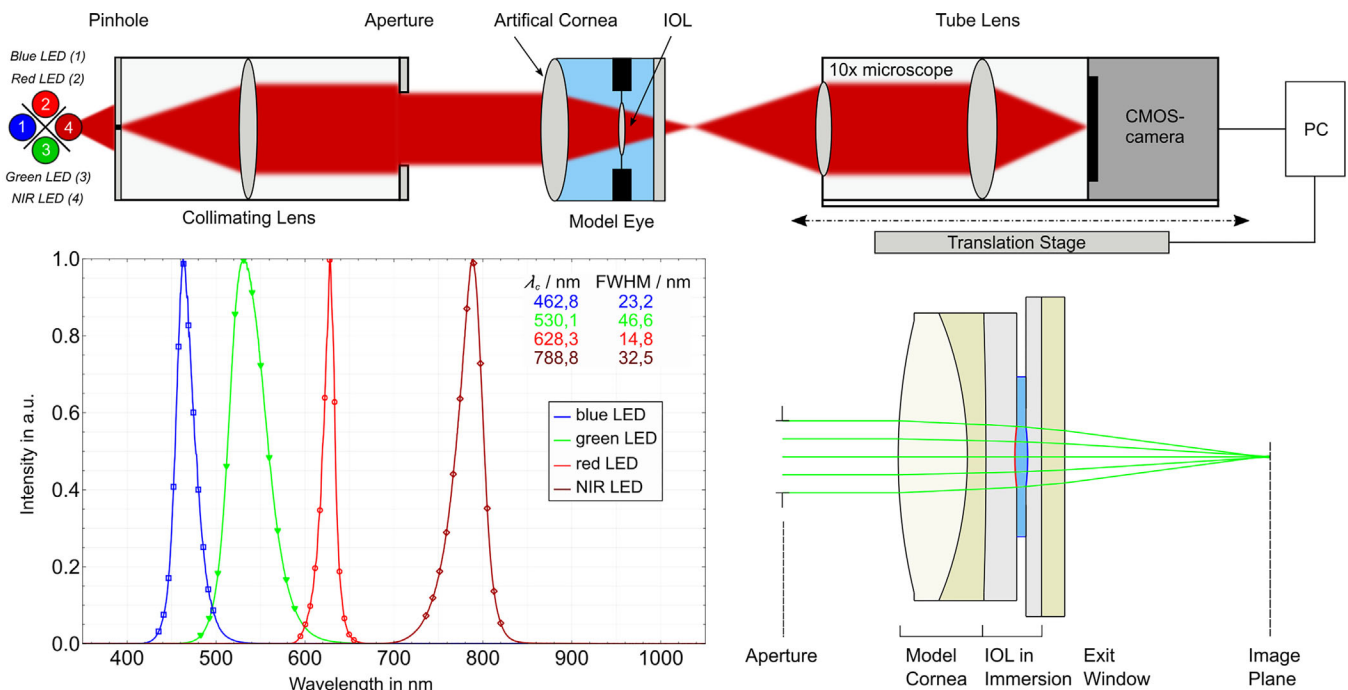 Pinhole
Aperture
Artifical Cornea
IOL
Tube Lens
Blue LED (1)
Red LED (2)
10x microscope
2
1
4
3
CMOS-
camera
PC
Green LED (3)
NIR LED (4)
Collimating Lens
Model Eye
Translation Stage
1.0
0.8
0.6
0.4
0.2
0.0
Intensity in a.u.
λc / nm FWHM / nm
462,8 23,2
530,1 46,6
628,3 14,8
788,8 32,5
blue LED
green LED
red LED
NIR LED
400 500 600 700 800 900 1000
Wavelength in nm
Aperture
Model
Cornea
IOL in
Immersion
Exit
Window
Image
Plane